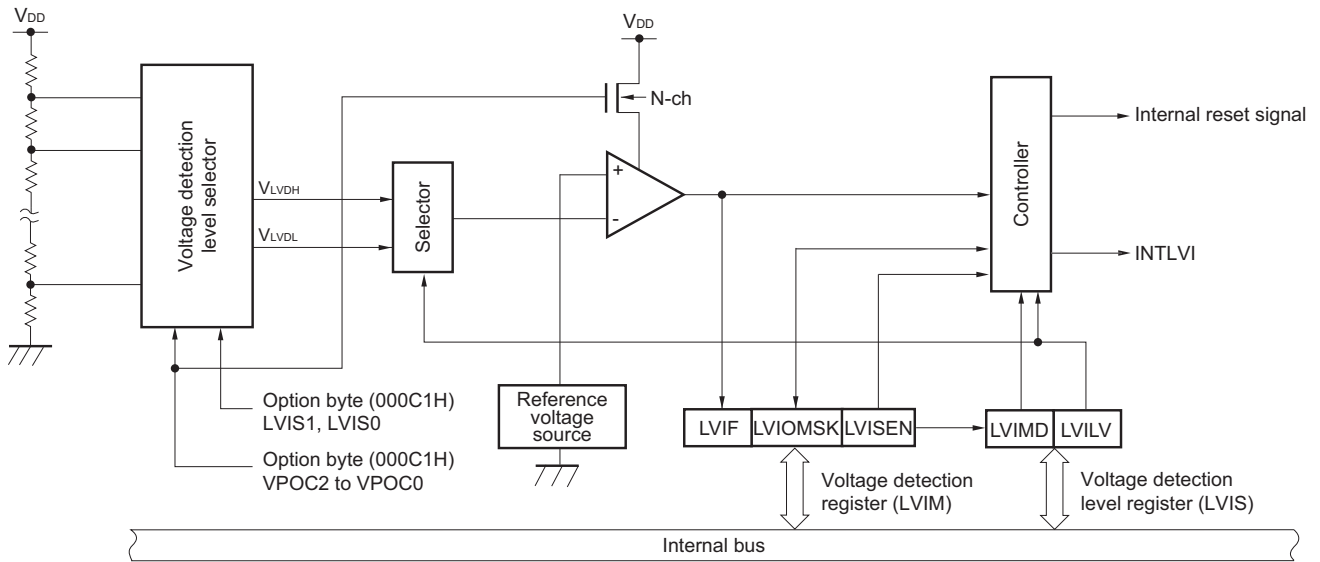 VDD
VDD
N-ch
Voltage detection
level selector
VLVDH
VLVDL
Selector
+
-
Controller
Internal reset signal
INTLVI
Option byte (000C1H)
LVIS1, LVIS0
Option byte (000C1H)
VPOC2 to VPOC0
Reference
voltage
source
LVIF
LVIOMSK
LVISEN
LVIMD
LVILV
Voltage detection
register (LVIM)
Voltage detection
level register (LVIS)
Internal bus